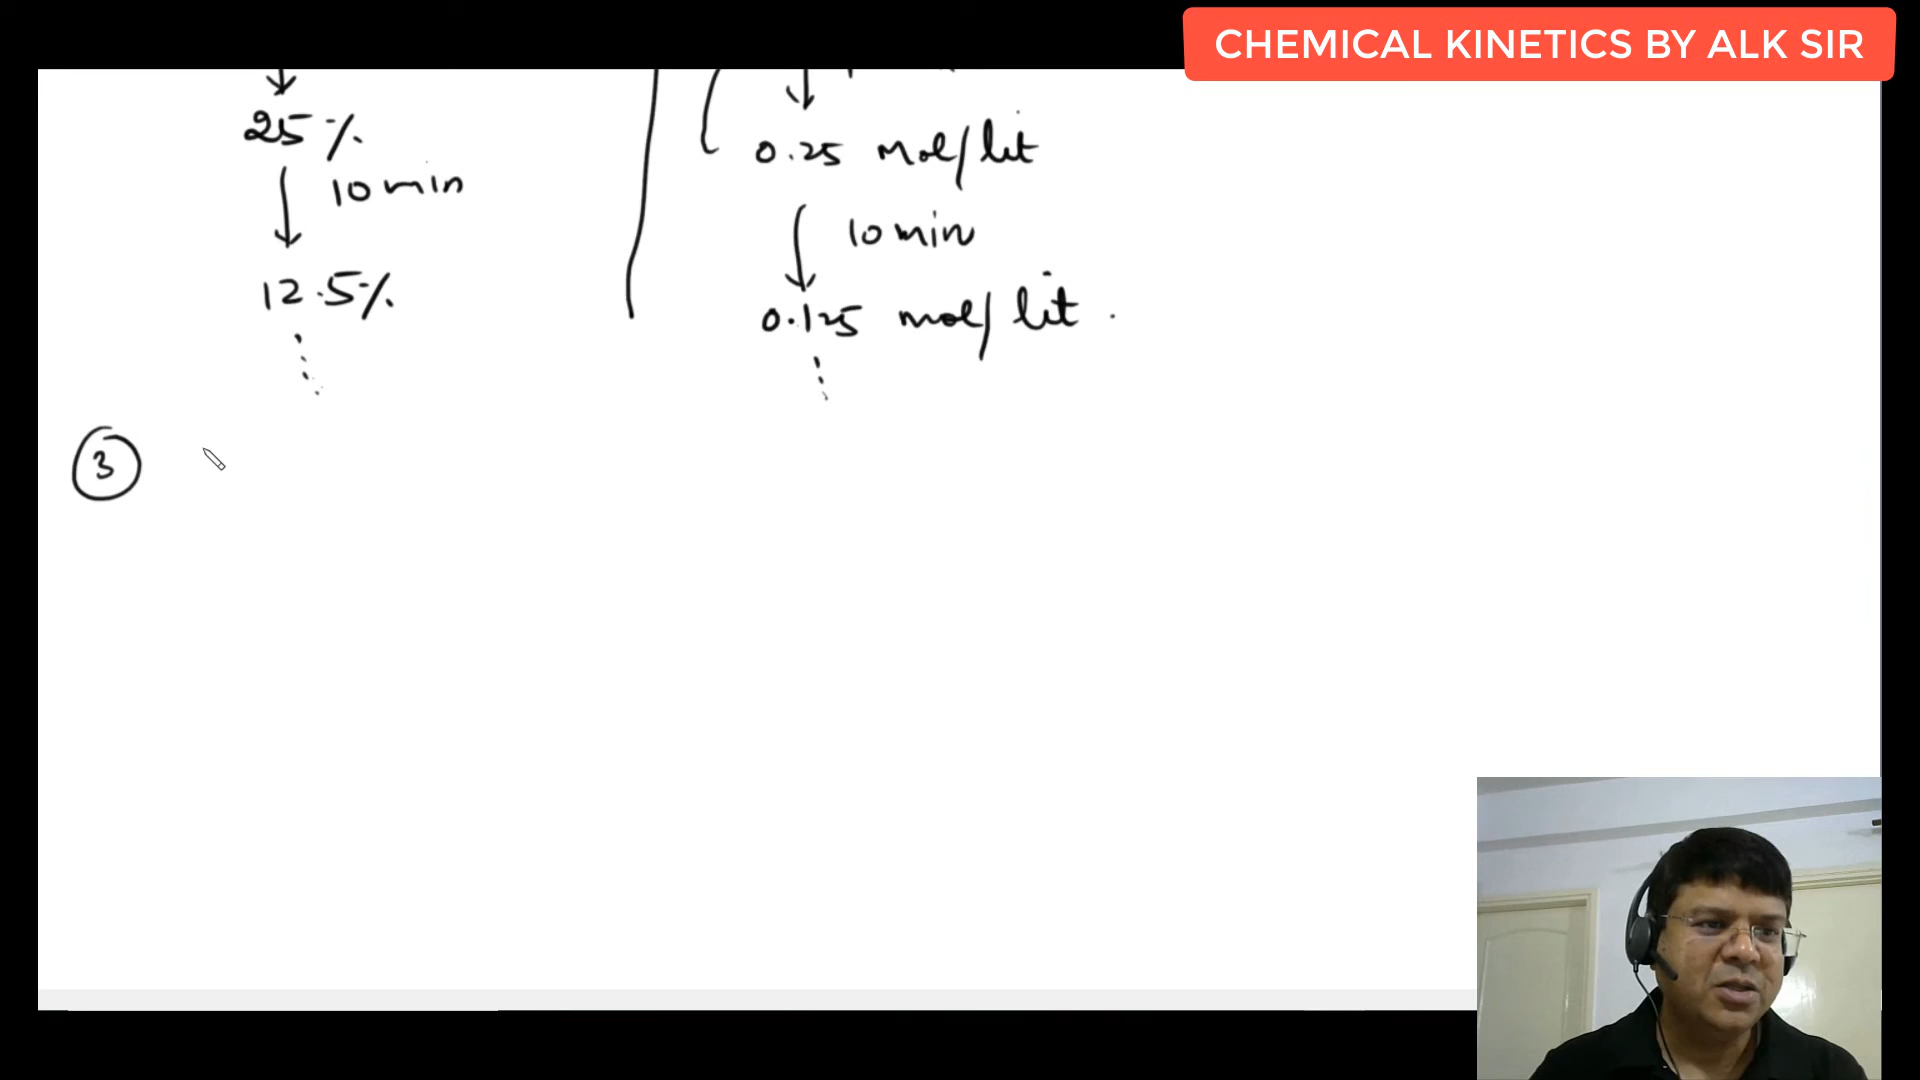 CHEMICAL KINETICS BY ALK SIR
25 %
10 min
12.5%
0.25 mol/lit
10 min
0.125 mol/lit .
3